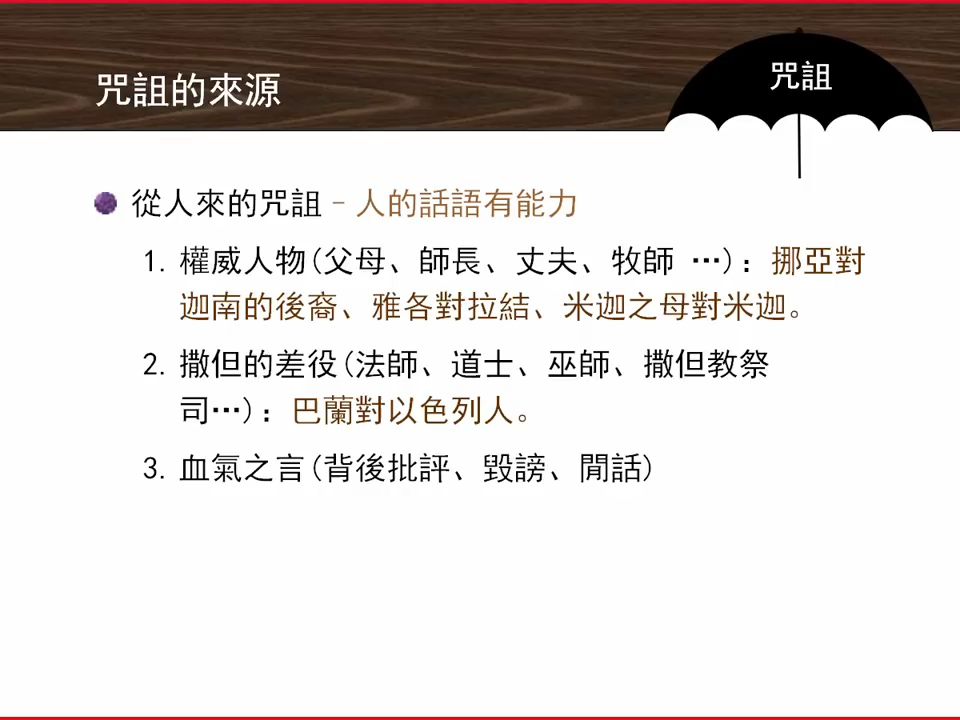 咒詛的來源
咒詛
從人來的咒詛–人的話語有能力
1. 權威人物(父母、師長、丈夫、牧師 …)：挪亞對
迦南的後裔、雅各對拉結、米迦之母對米迦。
2. 撒但的差役(法師、道士、巫師、撒但教祭
司…)：巴蘭對以色列人。
3. 血氣之言(背後批評、毀謗、閒話)